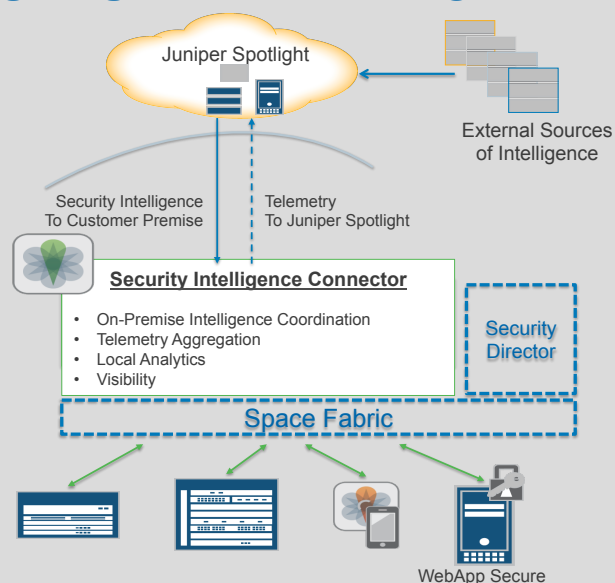 Juniper Spotlight
External Sources
of Intelligence
Security Intelligence
To Customer Premise
Telemetry
To Juniper Spotlight
Security Intelligence Connector
• On-Premise Intelligence Coordination
• Telemetry Aggregation
• Local Analytics
• Visibility
Security
Director
Space Fabric
WebApp Secure